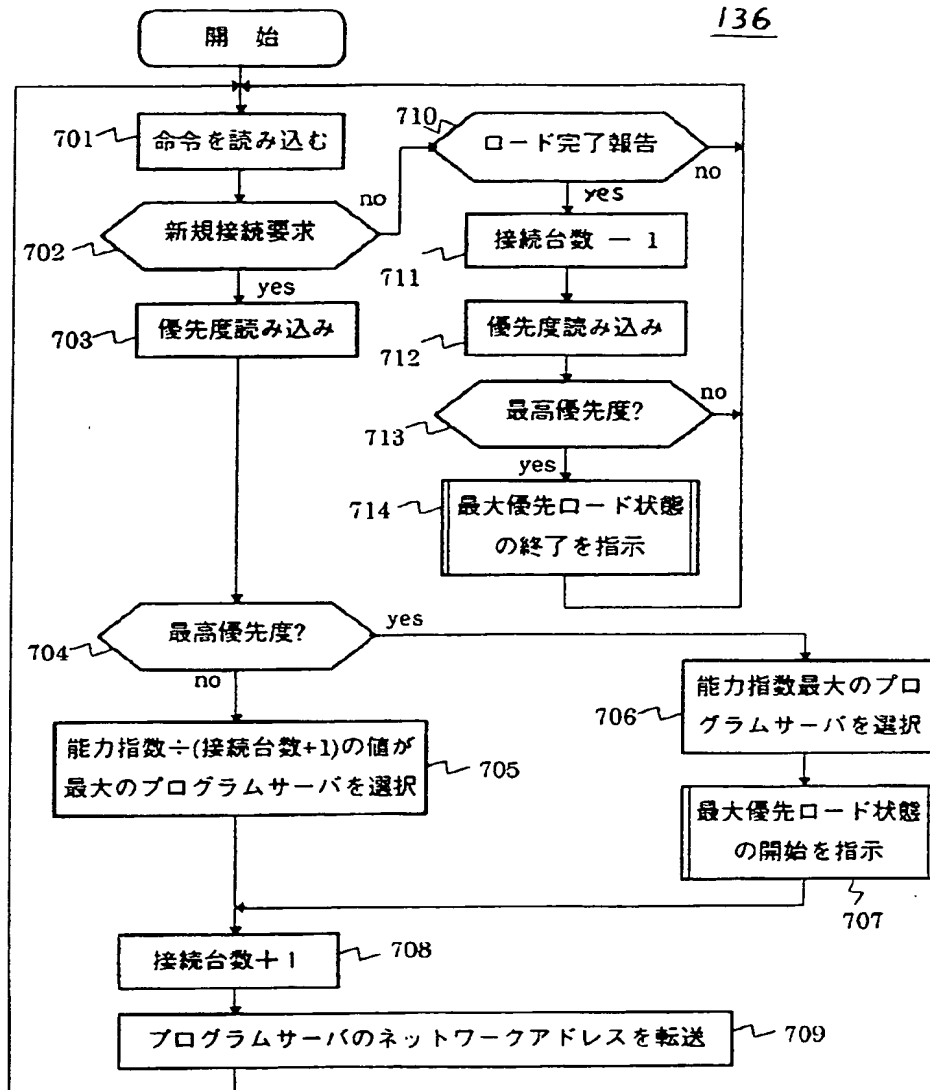 136
開 始
701
命令を読み込む
710
ロード完了報告
no
no
yes
702
新規接続要求
711
接続台数 － 1
yes
703
優先度読み込み
712
優先度読み込み
713
最高優先度?
no
yes
714
最大優先ロード状態
の終了を指示
704
最高優先度?
yes
no
706
能力指数最大のプロ
グラムサーバを選択
705
能力指数÷(接続台数+1)の値が
最大のプログラムサーバを選択
最大優先ロード状態
の開始を指示
707
接続台数＋1
708
プログラムサーバのネットワークアドレスを転送
709